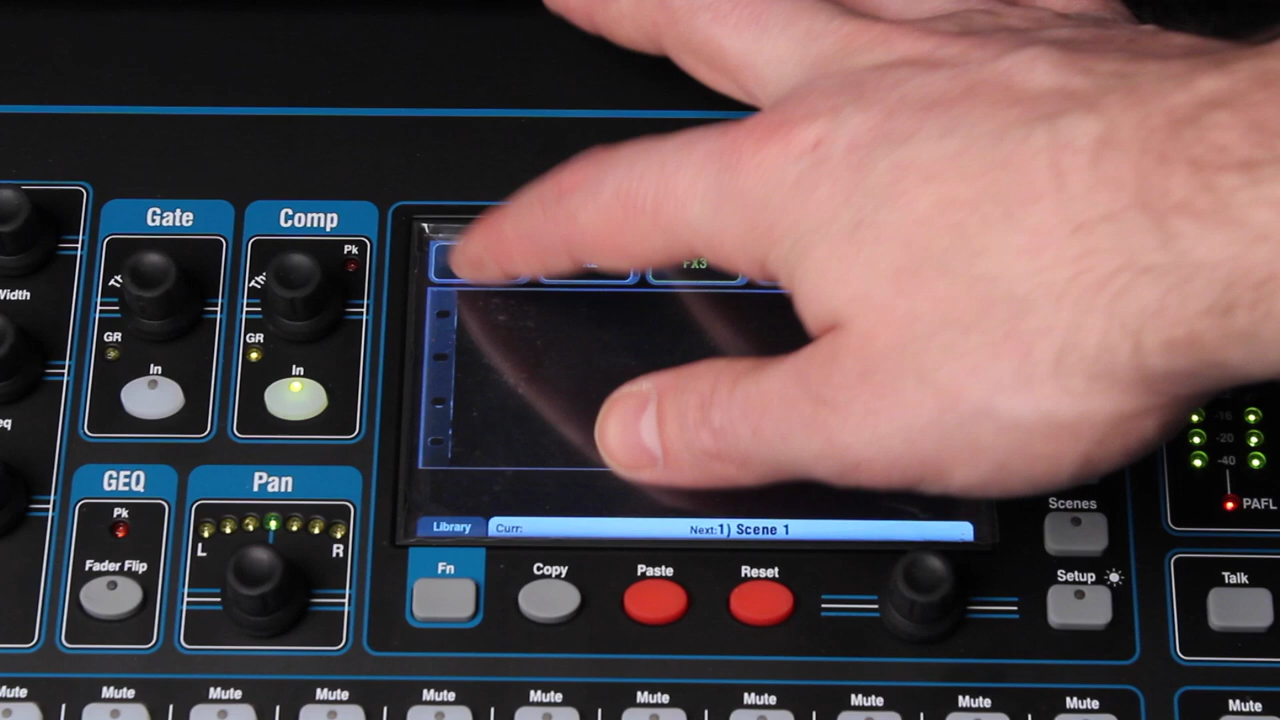 Gate
Comp
Pk
Width
GR
GR
In
In
FX3
-16
-20
-40
PAFL
GEQ
Pan
Pk
L
R
Fader Flip
Library
Curr:
Next:1) Scene 1
Fn
Copy
Paste
Reset
Scenes
Setup
Talk
Mute
Mute
Mute
Mute
Mute
Mute
Mute
Mute
Mute
Mute
Mute
Mute